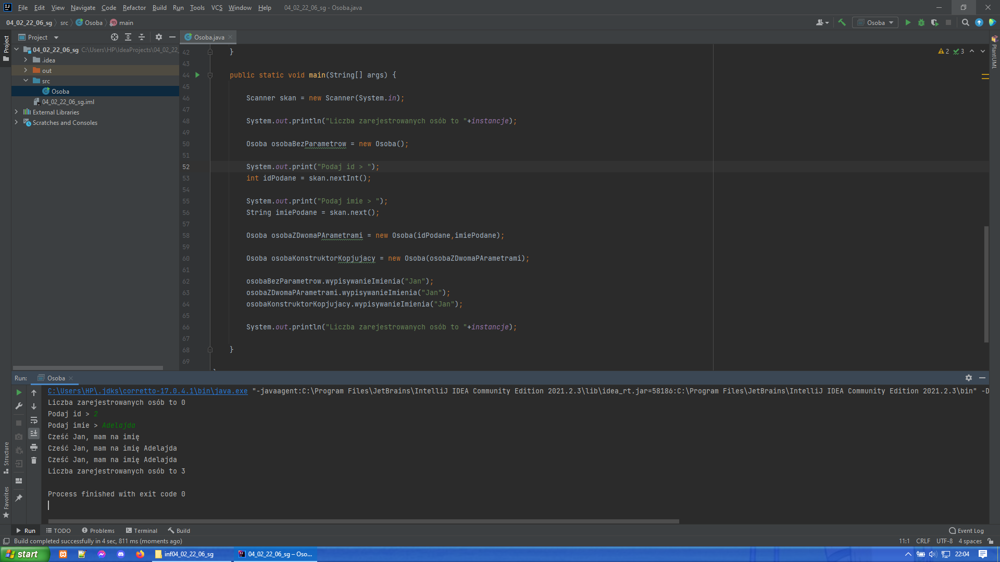 File Edit View Navigate Code Refactor Build Run Tools VCS Window Help 04_02_22_06_sg - Osoba.java
04_02_22_06_sg src Osoba main
Osoba
Project
Osoba.java
04_02_22_06_sg C:\Users\HP\IdeaProjects\04_02_22_
.idea
out
src
Osoba
04_02_22_06_sg.iml
External Libraries
Scratches and Consoles
Project
Structure
Favorites
PlantUML
2 3
42 }
43
44 public static void main(String[] args) {
45
46 Scanner skan = new Scanner(System.in);
47
48 System.out.println("Liczba zarejestrowanych osób to "+instancje);
49
50 Osoba osobaBezParametrow = new Osoba();
51
52 System.out.print("Podaj id > ");
53 int idPodane = skan.nextInt();
54
55 System.out.print("Podaj imie > ");
56 String imiePodane = skan.next();
57
58 Osoba osobaZDwomaPArametrami = new Osoba(idPodane,imiePodane);
59
60 Osoba osobaKonstruktorKopjujacy = new Osoba(osobaZDwomaPArametrami);
61
62 osobaBezParametrow.wypisywanieImienia("Jan");
63 osobaZDwomaPArametrami.wypisywanieImienia("Jan");
64 osobaKonstruktorKopjujacy.wypisywanieImienia("Jan");
65
66 System.out.println("Liczba zarejestrowanych osób to "+instancje);
67
68 }
69
Run: Osoba
C:\Users\HP\.jdks\corretto-17.0.4.1\bin\java.exe "-javaagent:C:\Program Files\JetBrains\IntelliJ IDEA Community Edition 2021.2.3\lib\idea_rt.jar=58186:C:\Program Files\JetBrains\IntelliJ IDEA Community Edition 2021.2.3\bin" -D
Liczba zarejestrowanych osób to 0
Podaj id > 2
Podaj imie > Adelajda
Cześć Jan, mam na imię
Cześć Jan, mam na imię Adelajda
Cześć Jan, mam na imię Adelajda
Liczba zarejestrowanych osób to 3
Process finished with exit code 0
Run TODO Problems Terminal Build Event Log
Build completed successfully in 4 sec, 811 ms (moments ago) 11:1 CRLF UTF-8 4 spaces
start inf04_02_22_06_sg 04_02_22_06_sg – Oso... 22:04